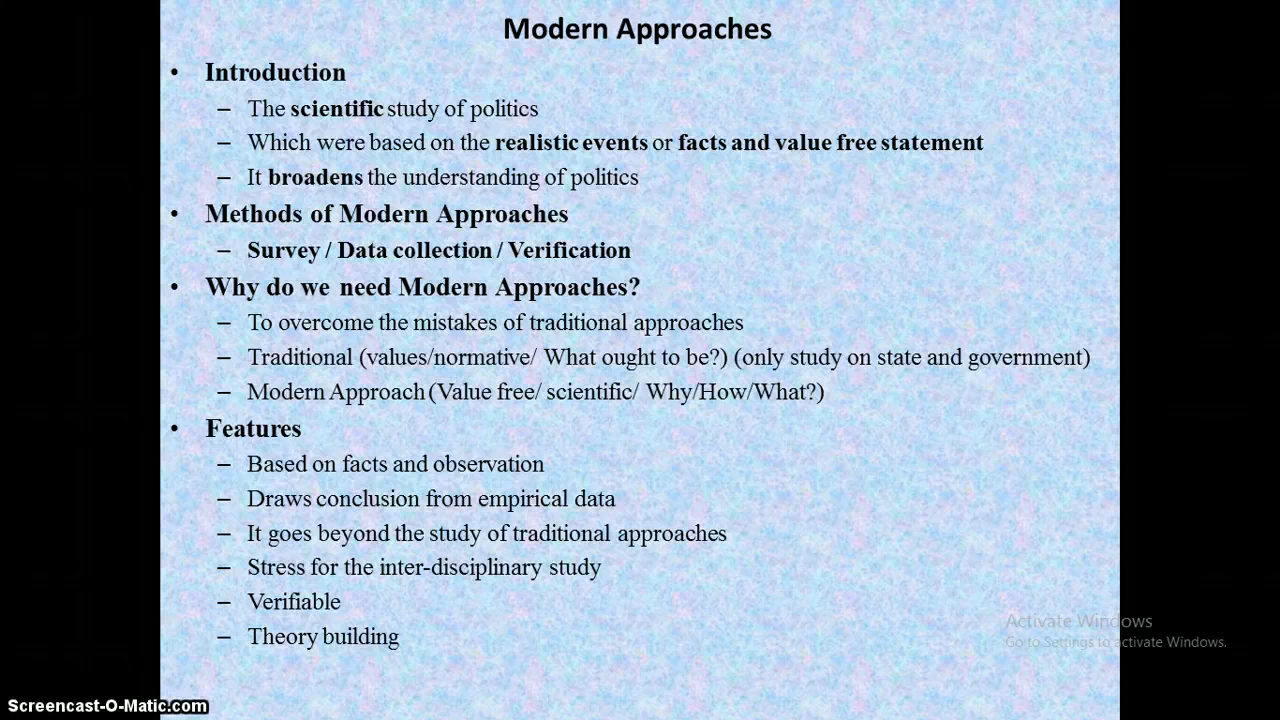 Modern Approaches
• Introduction
– The scientific study of politics
– Which were based on the realistic events or facts and value free statement
– It broadens the understanding of politics
• Methods of Modern Approaches
– Survey / Data collection / Verification
• Why do we need Modern Approaches?
– To overcome the mistakes of traditional approaches
– Traditional (values/normative/ What ought to be?) (only study on state and government)
– Modern Approach (Value free/ scientific/ Why/How/What?)
• Features
– Based on facts and observation
– Draws conclusion from empirical data
– It goes beyond the study of traditional approaches
– Stress for the inter-disciplinary study
– Verifiable
– Theory building
Activate Windows
Go to Settings to activate Windows.
Screencast-O-Matic.com